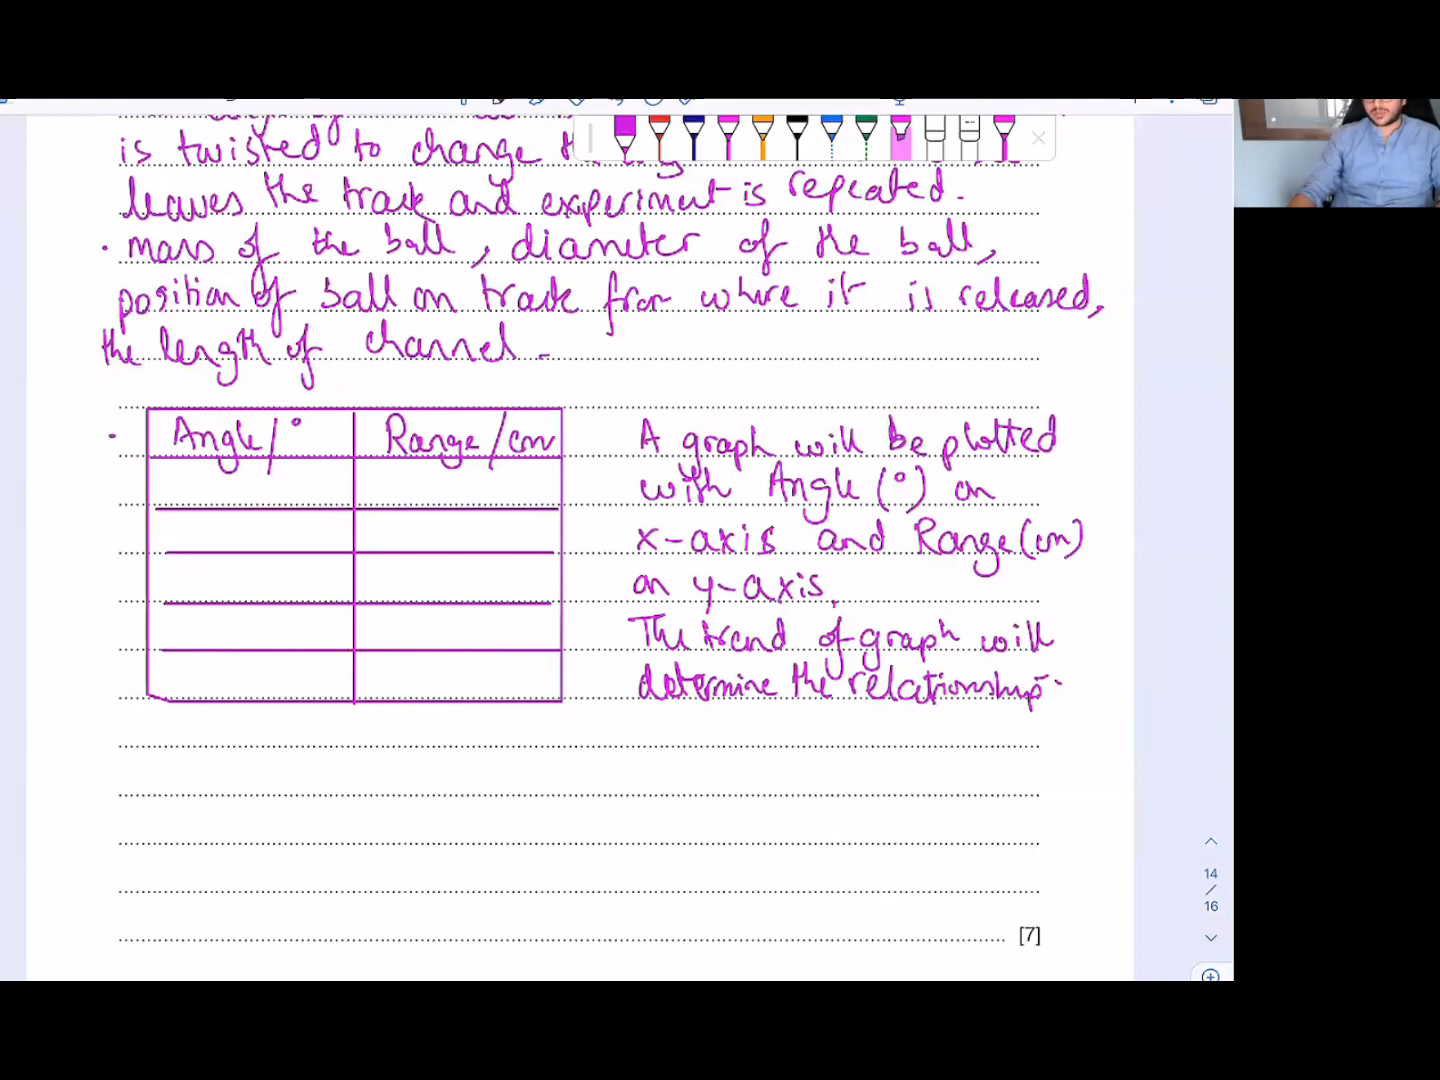 is twisted to change
leaves the track and experiment is repeated.
• mass of the ball, diameter of the ball,
position of ball on track from where it is released,
the length of channel.
• Angle/° Range/cm
A graph will be plotted
with Angle (°) on
x-axis and Range(cm)
on y-axis.
The trend of graph will
determine the relationship.
14
/
16
[7]